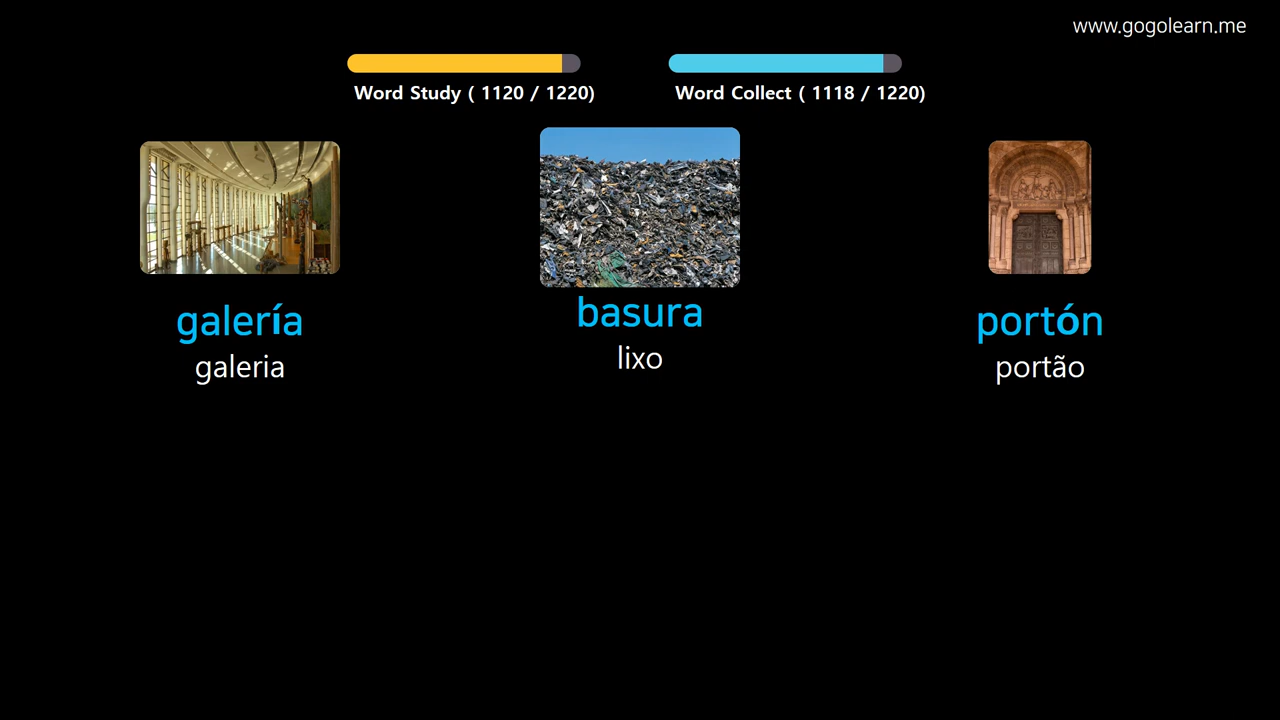 www.gogolearn.me
Word Study ( 1120 / 1220)
Word Collect ( 1118 / 1220)
galería
galeria
basura
lixo
portón
portão